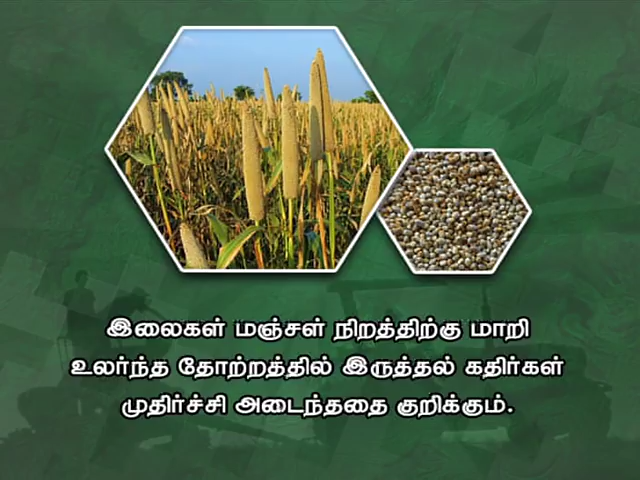 இலைகள் மஞ்சள் நிறத்திற்கு மாறி
உலர்ந்த தோற்றத்தில் இருத்தல் கதிர்கள்
முதிர்ச்சி அடைந்ததை குறிக்கும்.